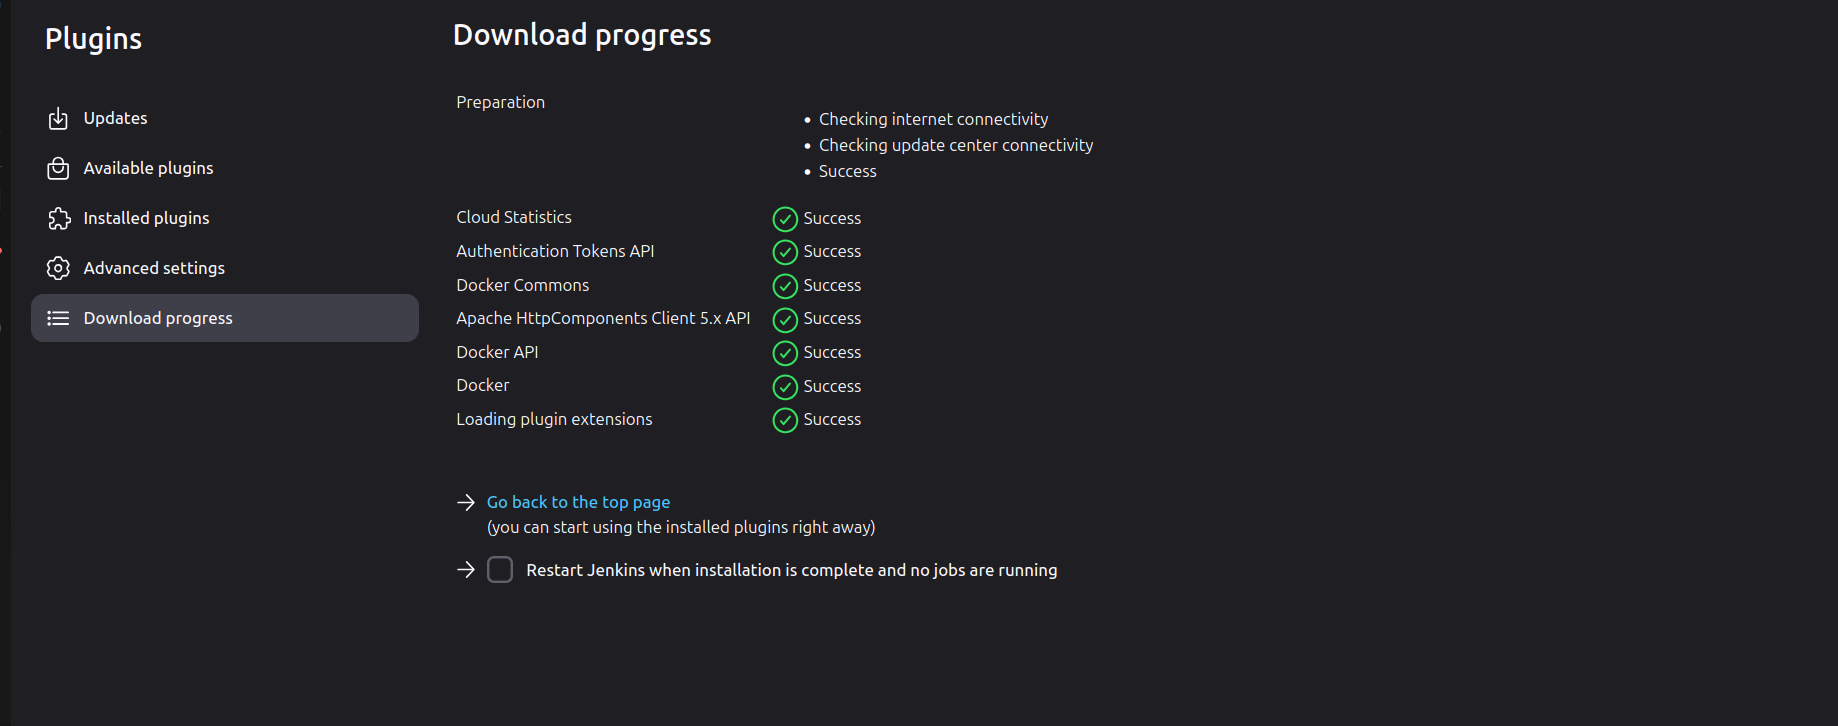 Plugins
Updates
Available plugins
Installed plugins
Advanced settings
Download progress
Download progress
Preparation
Checking internet connectivity
Checking update center connectivity
Success
Cloud Statistics Success
Authentication Tokens API Success
Docker Commons Success
Apache HttpComponents Client 5.x API Success
Docker API Success
Docker Success
Loading plugin extensions Success
Go back to the top page
(you can start using the installed plugins right away)
Restart Jenkins when installation is complete and no jobs are running